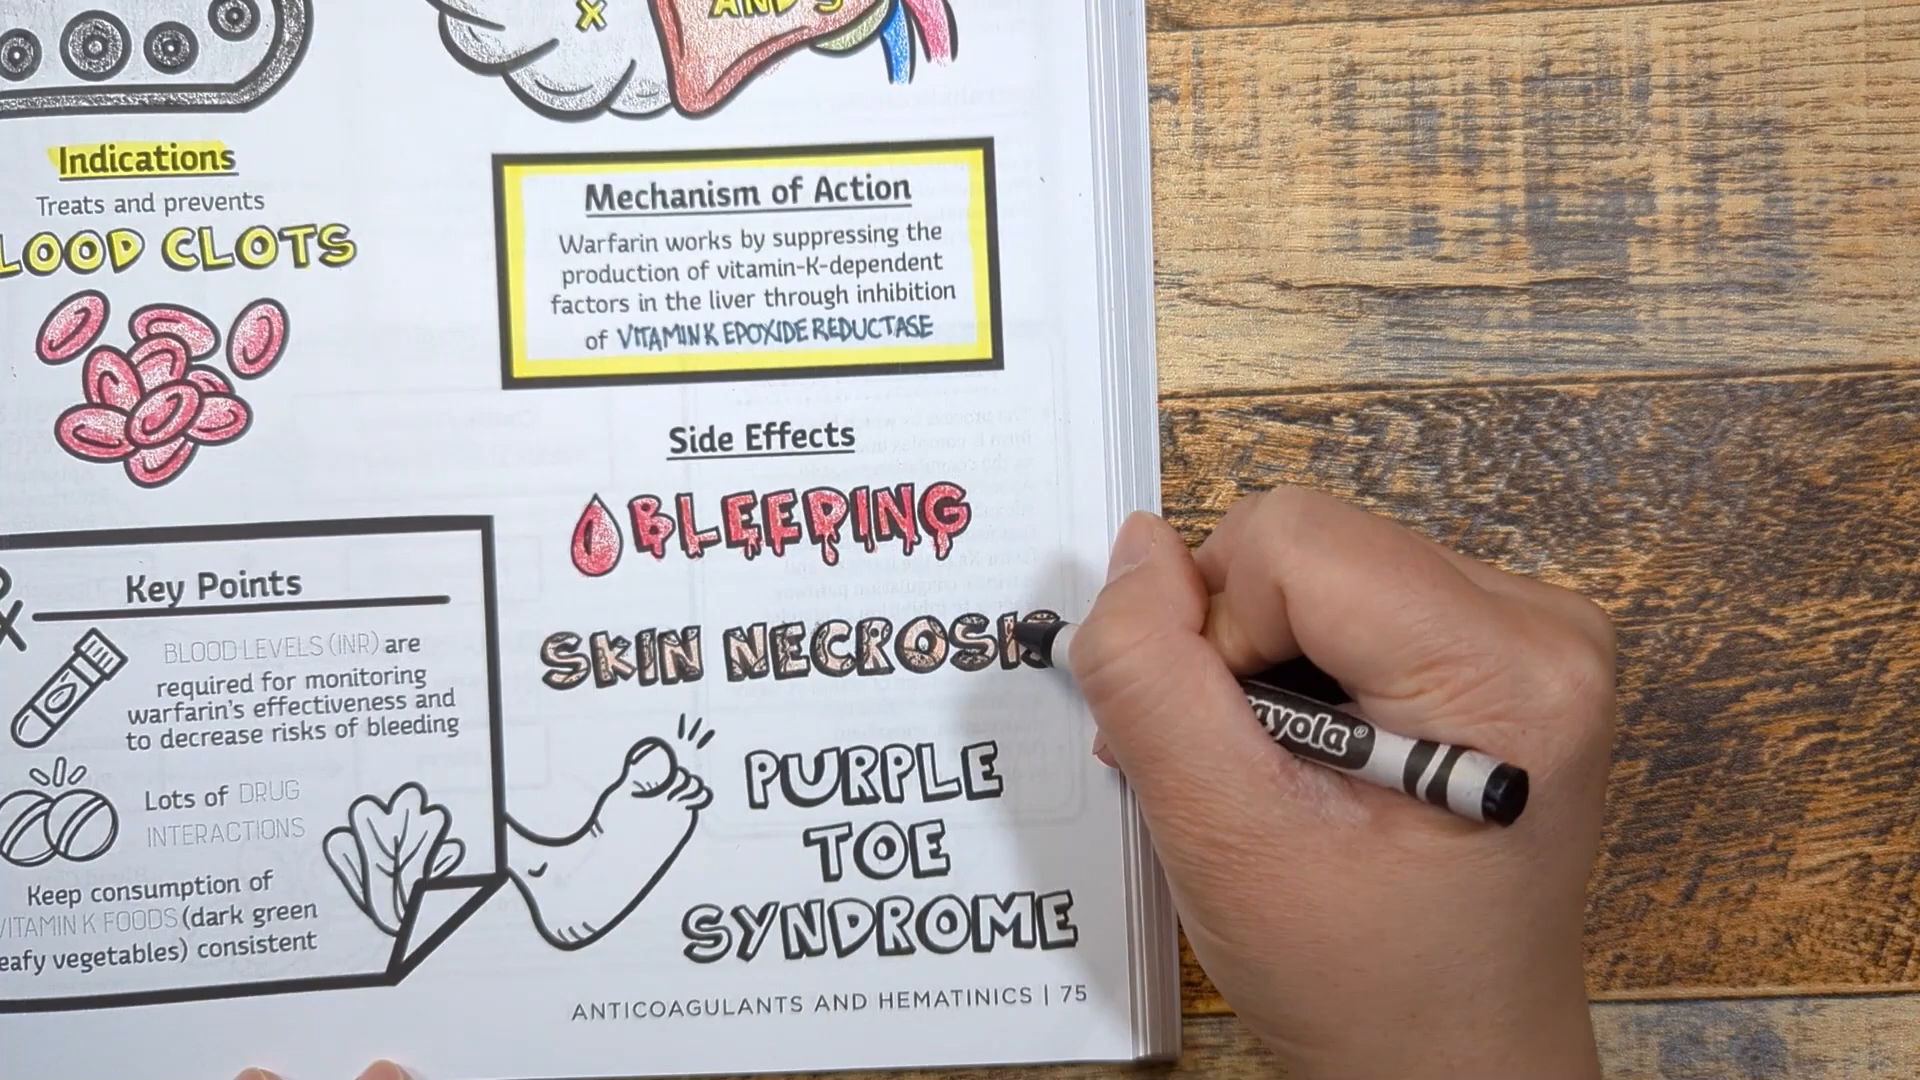 X
AND S
Indications
Treats and prevents
LOOD CLOTS
Mechanism of Action
Warfarin works by suppressing the
production of vitamin-K-dependent
factors in the liver through inhibition
of VITAMIN K EPOXIDE REDUCTASE
Side Effects
BLEEDING
SKIN NECROSIS
PURPLE
TOE
SYNDROME
Key Points
BLOOD LEVELS (INR) are
required for monitoring
warfarin's effectiveness and
to decrease risks of bleeding
Lots of DRUG
INTERACTIONS
Keep consumption of
VITAMIN K FOODS (dark green
eafy vegetables) consistent
ANTICOAGULANTS AND HEMATINICS | 75
ayola®